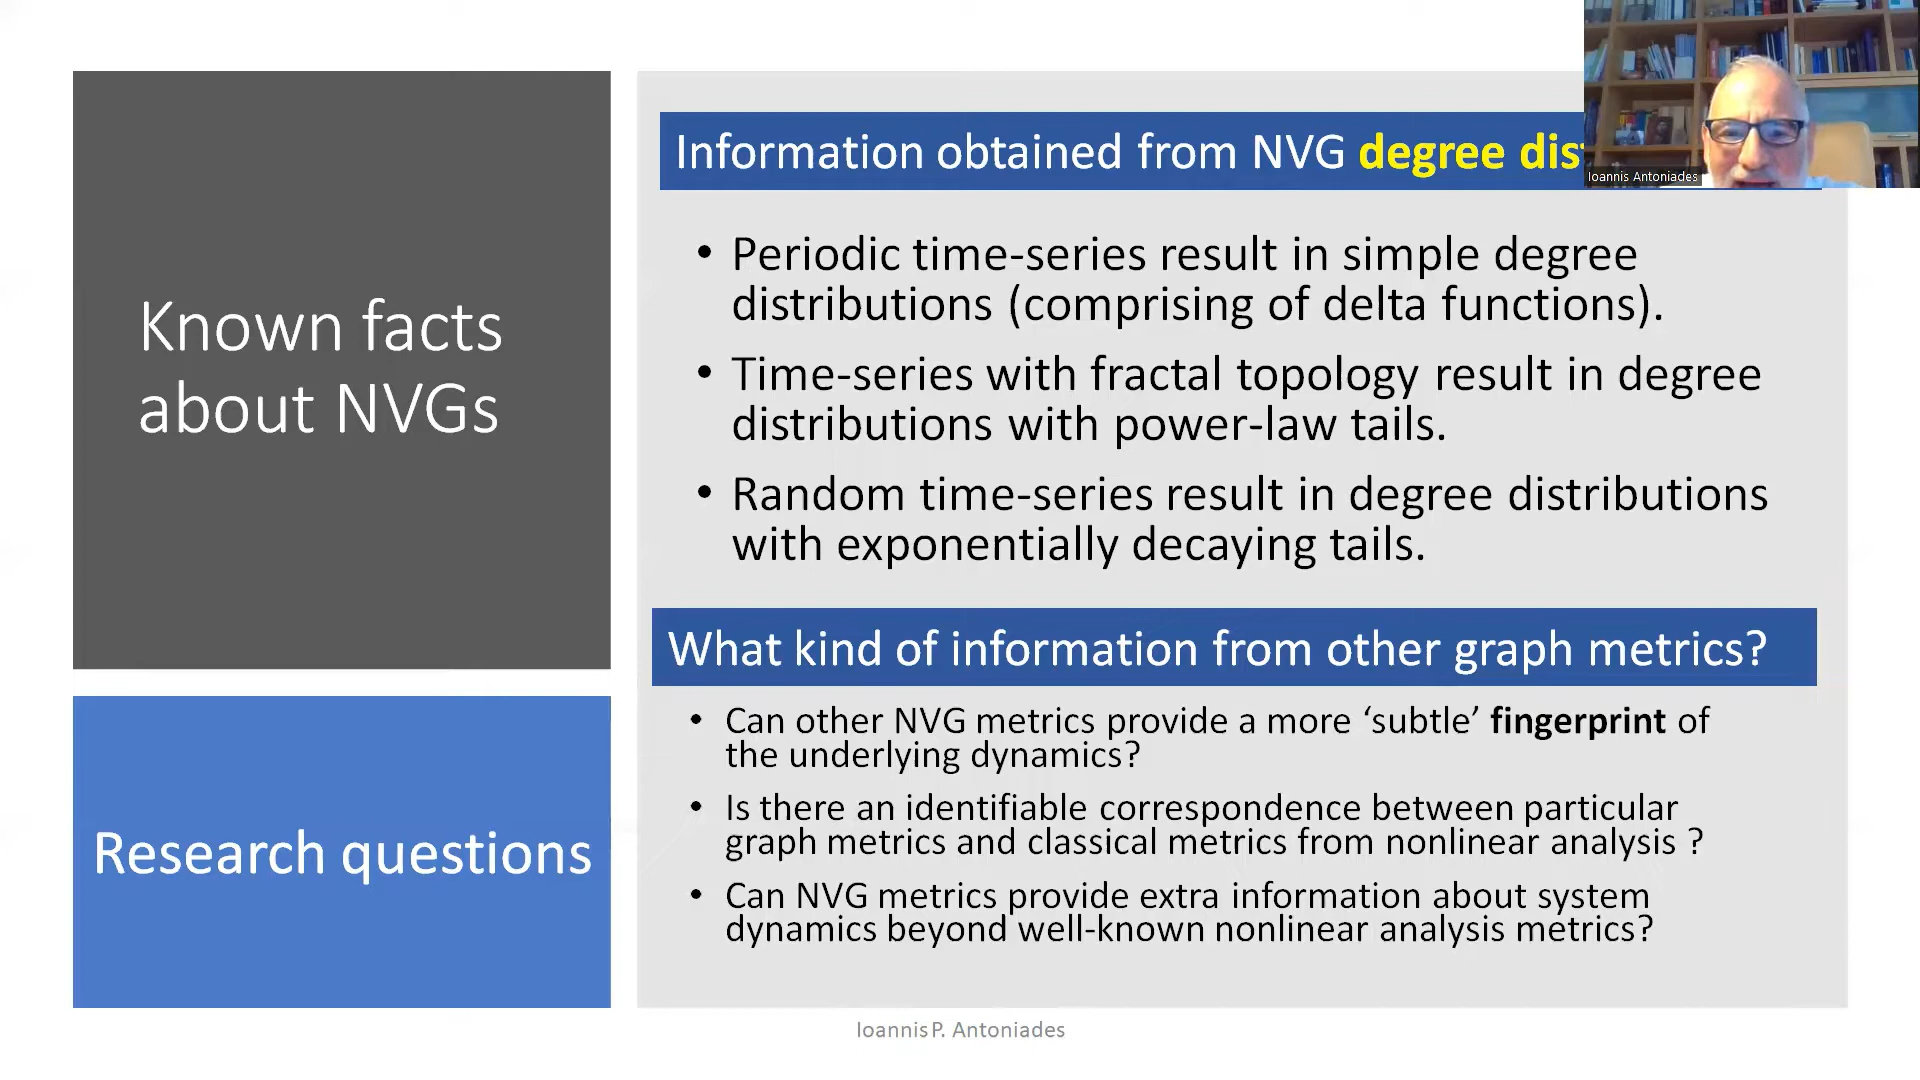 Known facts
about NVGs
Information obtained from NVG degree dis
Ioannis Antoniades
• Periodic time-series result in simple degree
distributions (comprising of delta functions).
• Time-series with fractal topology result in degree
distributions with power-law tails.
• Random time-series result in degree distributions
with exponentially decaying tails.
Research questions
What kind of information from other graph metrics?
• Can other NVG metrics provide a more ‘subtle’ fingerprint of
the underlying dynamics?
• Is there an identifiable correspondence between particular
graph metrics and classical metrics from nonlinear analysis ?
• Can NVG metrics provide extra information about system
dynamics beyond well-known nonlinear analysis metrics?
Ioannis P. Antoniades